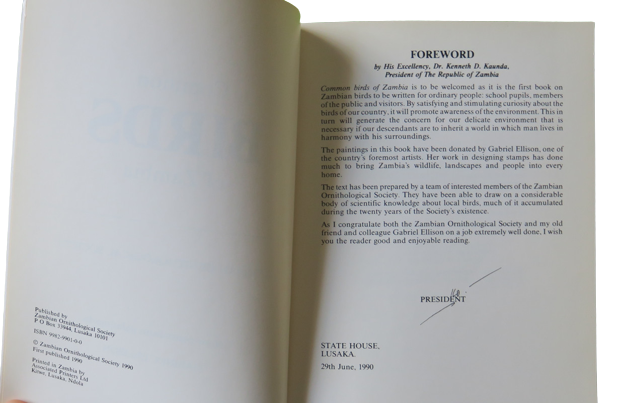 Published by
Zambian Ornithological Society
P O Box 33944, Lusaka 10101
ISBN 9982-9901-0-0
© Zambian Ornithological Society 1990
First published 1990
Printed in Zambia by
Associated Printers Ltd
Kitwe, Lusaka, Ndola
FOREWORD
by His Excellency, Dr. Kenneth D. Kaunda,
President of The Republic of Zambia
Common birds of Zambia is to be welcomed as it is the first book on
Zambian birds to be written for ordinary people: school pupils, members
of the public and visitors. By satisfying and stimulating curiosity about the
birds of our country, it will promote awareness of the environment. This in
turn will generate the concern for our delicate environment that is
necessary if our descendants are to inherit a world in which man lives in
harmony with his surroundings.
The paintings in this book have been donated by Gabriel Ellison, one of
the country's foremost artists. Her work in designing stamps has done
much to bring Zambia's wildlife, landscapes and people into every
home.
The text has been prepared by a team of interested members of the Zambian
Ornithological Society. They have been able to draw on a considerable
body of scientific knowledge about local birds, much of it accumulated
during the twenty years of the Society's existence.
As I congratulate both the Zambian Ornithological Society and my old
friend and colleague Gabriel Ellison on a job extremely well done, I wish
you the reader good and enjoyable reading.
PRESIDENT
STATE HOUSE,
LUSAKA.
29th June, 1990